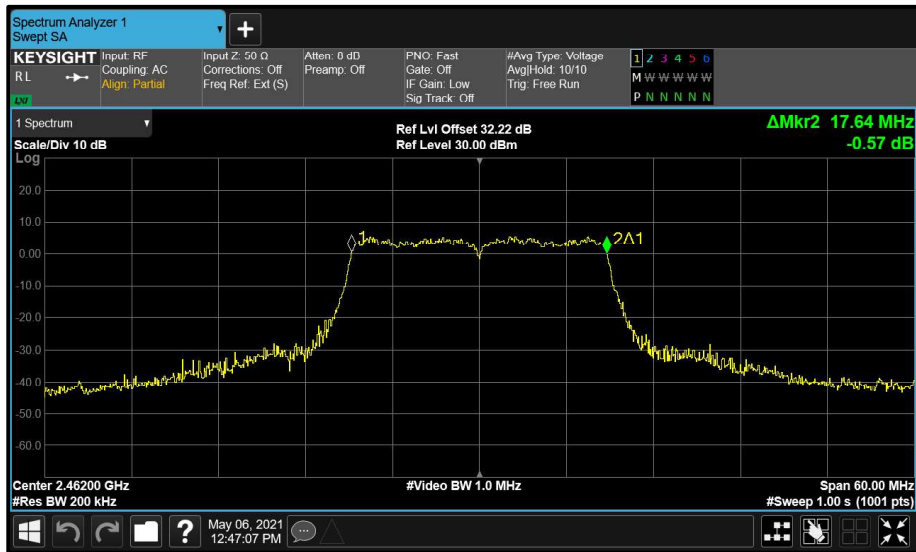 Spectrum Analyzer 1
Swept SA
+
KEYSIGHT Input: RF Input Z: 50 Ω Atten: 0 dB PNO: Fast #Avg Type: Voltage 1 2 3 4 5 6
RL Coupling: AC Corrections: Off Preamp: Off Gate: Off Avg|Hold: 10/10 M W W W W W
Align: Partial Freq Ref: Ext (S) IF Gain: Low Trig: Free Run
LXI Sig Track: Off P N N N N N
1 Spectrum Ref Lvl Offset 32.22 dB ΔMkr2 17.64 MHz
Scale/Div 10 dB Ref Level 30.00 dBm -0.57 dB
Log
20.0
10.0
1 2Δ1
0.00
-10.0
-20.0
-30.0
-40.0
-50.0
-60.0
Center 2.46200 GHz #Video BW 1.0 MHz Span 60.00 MHz
#Res BW 200 kHz #Sweep 1.00 s (1001 pts)
? May 06, 2021
12:47:07 PM